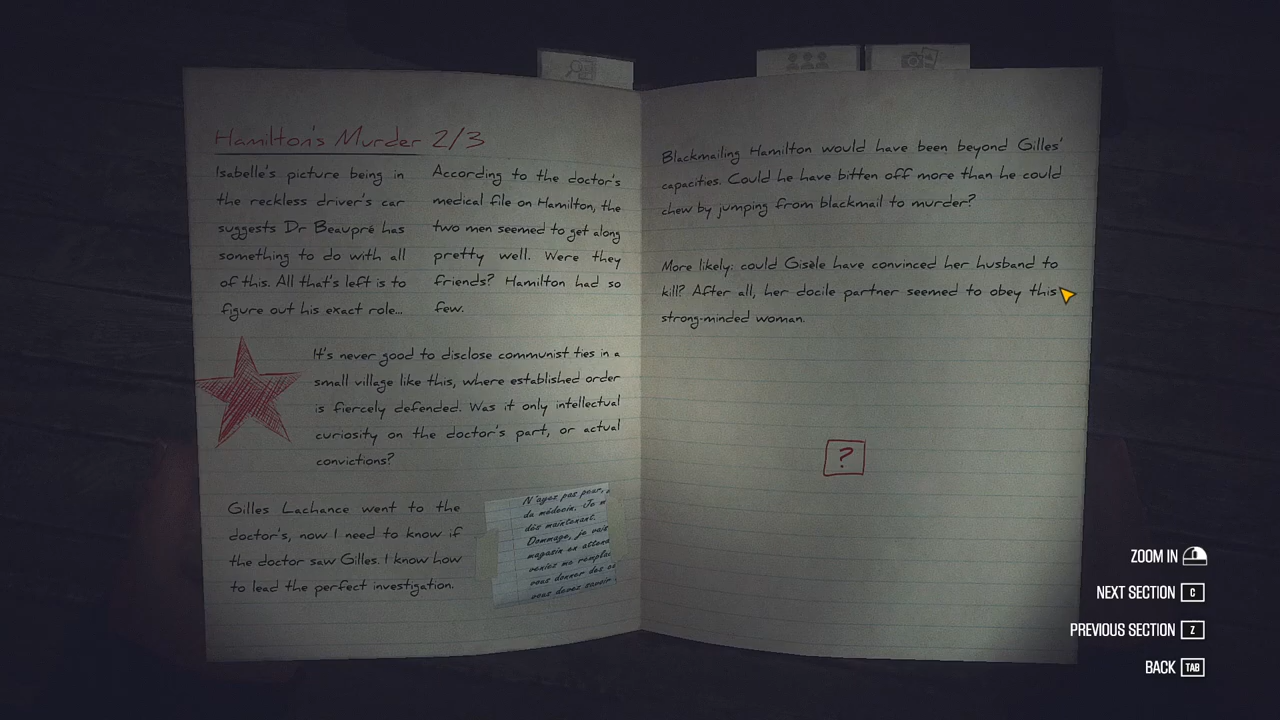 Hamilton's Murder 2/3
Isabelle's picture being in
the reckless driver's car
suggests Dr Beaupré has
something to do with all
of this. All that's left is to
figure out his exact role...
According to the doctor's
medical file on Hamilton, the
two men seemed to get along
pretty well. Were they
friends? Hamilton had so
few.
It's never good to disclose communist ties in a
small village like this, where established order
is fiercely defended. Was it only intellectual
curiosity on the doctor's part, or actual
convictions?
Gilles Lachance went to the
doctor's, now I need to know if
the doctor saw Gilles. I know how
to lead the perfect investigation.
N'ayez pas peur,
du médecin. Je
dès maintenant.
Dommage, je vais
magasin en
veniez me
vous donner des
vous devez savoir
Blackmailing Hamilton would have been beyond Gilles'
capacities. Could he have bitten off more than he could
chew by jumping from blackmail to murder?
More likely: could Gisèle have convinced her husband to
kill? After all, her docile partner seemed to obey this
strong-minded woman.
?
ZOOM IN
NEXT SECTION C
PREVIOUS SECTION Z
BACK TAB